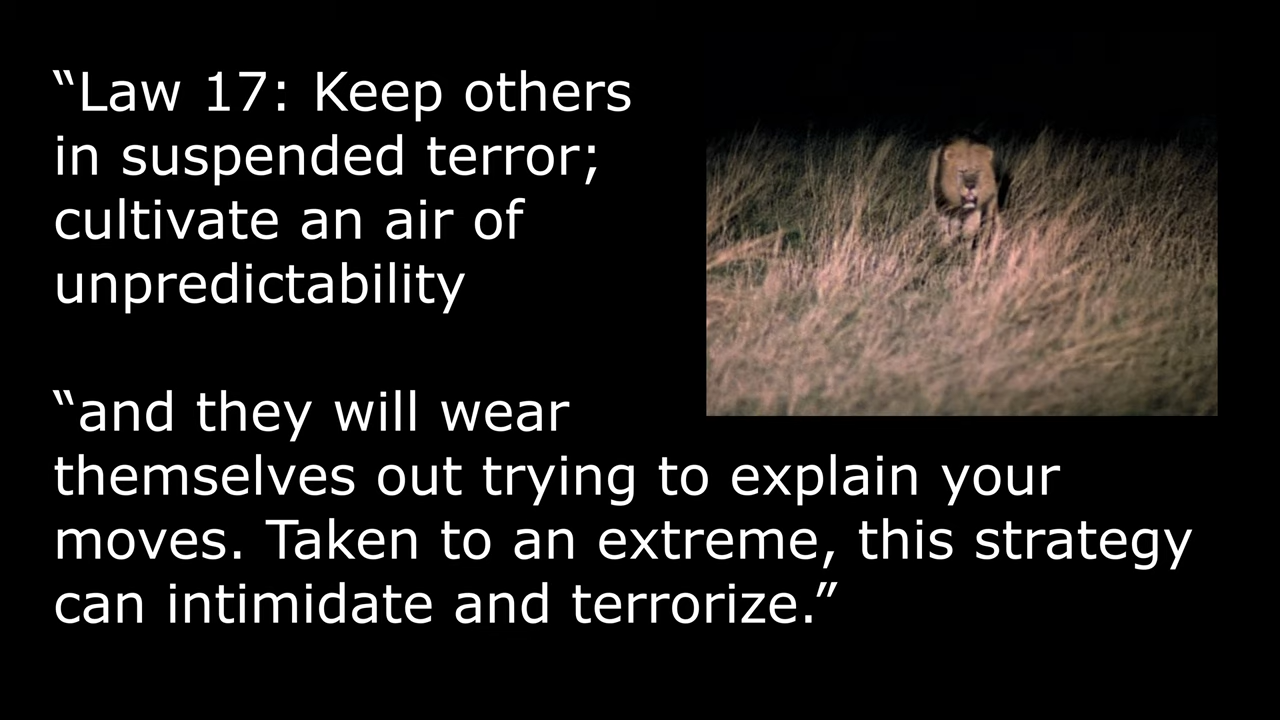 “Law 17: Keep others
in suspended terror;
cultivate an air of
unpredictability
“and they will wear
themselves out trying to explain your
moves. Taken to an extreme, this strategy
can intimidate and terrorize.”